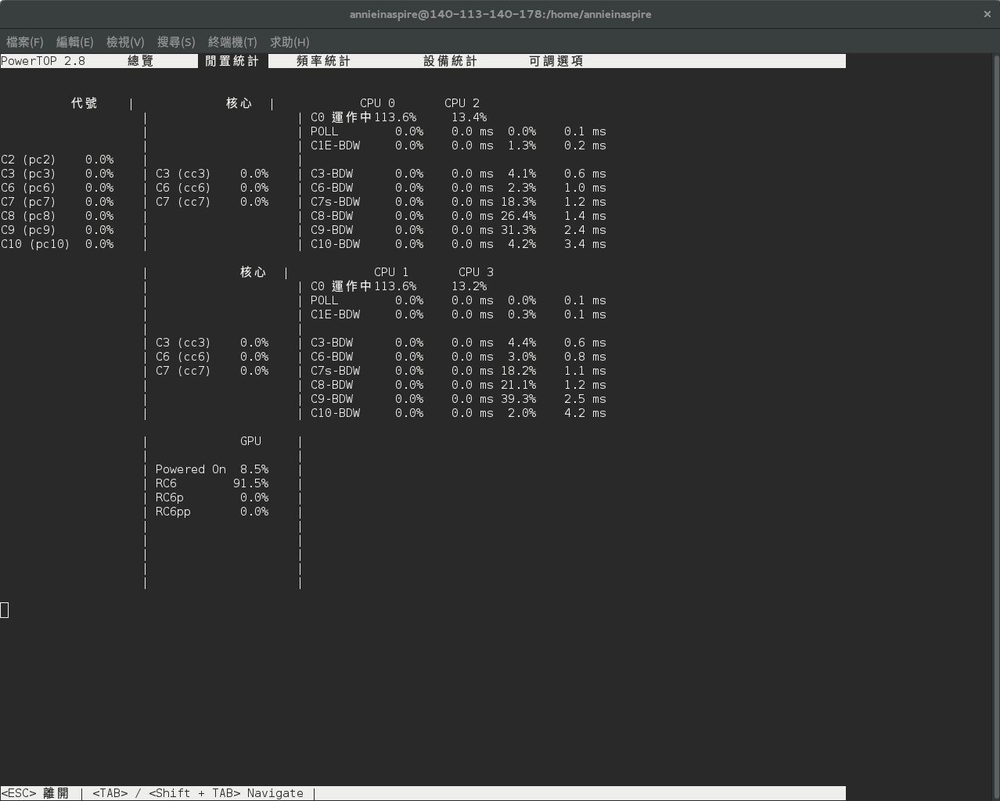 annieinaspire@140-113-140-178:/home/annieinaspire ×
檔案(F) 編輯(E) 檢視(V) 搜尋(S) 終端機(T) 求助(H)
PowerTOP 2.8 總覽 閒置統計 頻率統計 設備統計 可調選項
代號 | 核心 | CPU 0 CPU 2
| | C0 運作中113.6% 13.4%
| | POLL 0.0% 0.0 ms 0.0% 0.1 ms
| | C1E-BDW 0.0% 0.0 ms 1.3% 0.2 ms
C2 (pc2) 0.0% | |
C3 (pc3) 0.0% | C3 (cc3) 0.0% | C3-BDW 0.0% 0.0 ms 4.1% 0.6 ms
C6 (pc6) 0.0% | C6 (cc6) 0.0% | C6-BDW 0.0% 0.0 ms 2.3% 1.0 ms
C7 (pc7) 0.0% | C7 (cc7) 0.0% | C7s-BDW 0.0% 0.0 ms 18.3% 1.2 ms
C8 (pc8) 0.0% | | C8-BDW 0.0% 0.0 ms 26.4% 1.4 ms
C9 (pc9) 0.0% | | C9-BDW 0.0% 0.0 ms 31.3% 2.4 ms
C10 (pc10) 0.0% | | C10-BDW 0.0% 0.0 ms 4.2% 3.4 ms
| 核心 | CPU 1 CPU 3
| | C0 運作中113.6% 13.2%
| | POLL 0.0% 0.0 ms 0.0% 0.1 ms
| | C1E-BDW 0.0% 0.0 ms 0.3% 0.1 ms
| |
| C3 (cc3) 0.0% | C3-BDW 0.0% 0.0 ms 4.4% 0.6 ms
| C6 (cc6) 0.0% | C6-BDW 0.0% 0.0 ms 3.0% 0.8 ms
| C7 (cc7) 0.0% | C7s-BDW 0.0% 0.0 ms 18.2% 1.1 ms
| | C8-BDW 0.0% 0.0 ms 21.1% 1.2 ms
| | C9-BDW 0.0% 0.0 ms 39.3% 2.5 ms
| | C10-BDW 0.0% 0.0 ms 2.0% 4.2 ms
| GPU |
| |
| Powered On 8.5% |
| RC6 91.5% |
| RC6p 0.0% |
| RC6pp 0.0% |
| |
| |
| |
| |
| |
<ESC> 離開 | <TAB> / <Shift + TAB> Navigate |